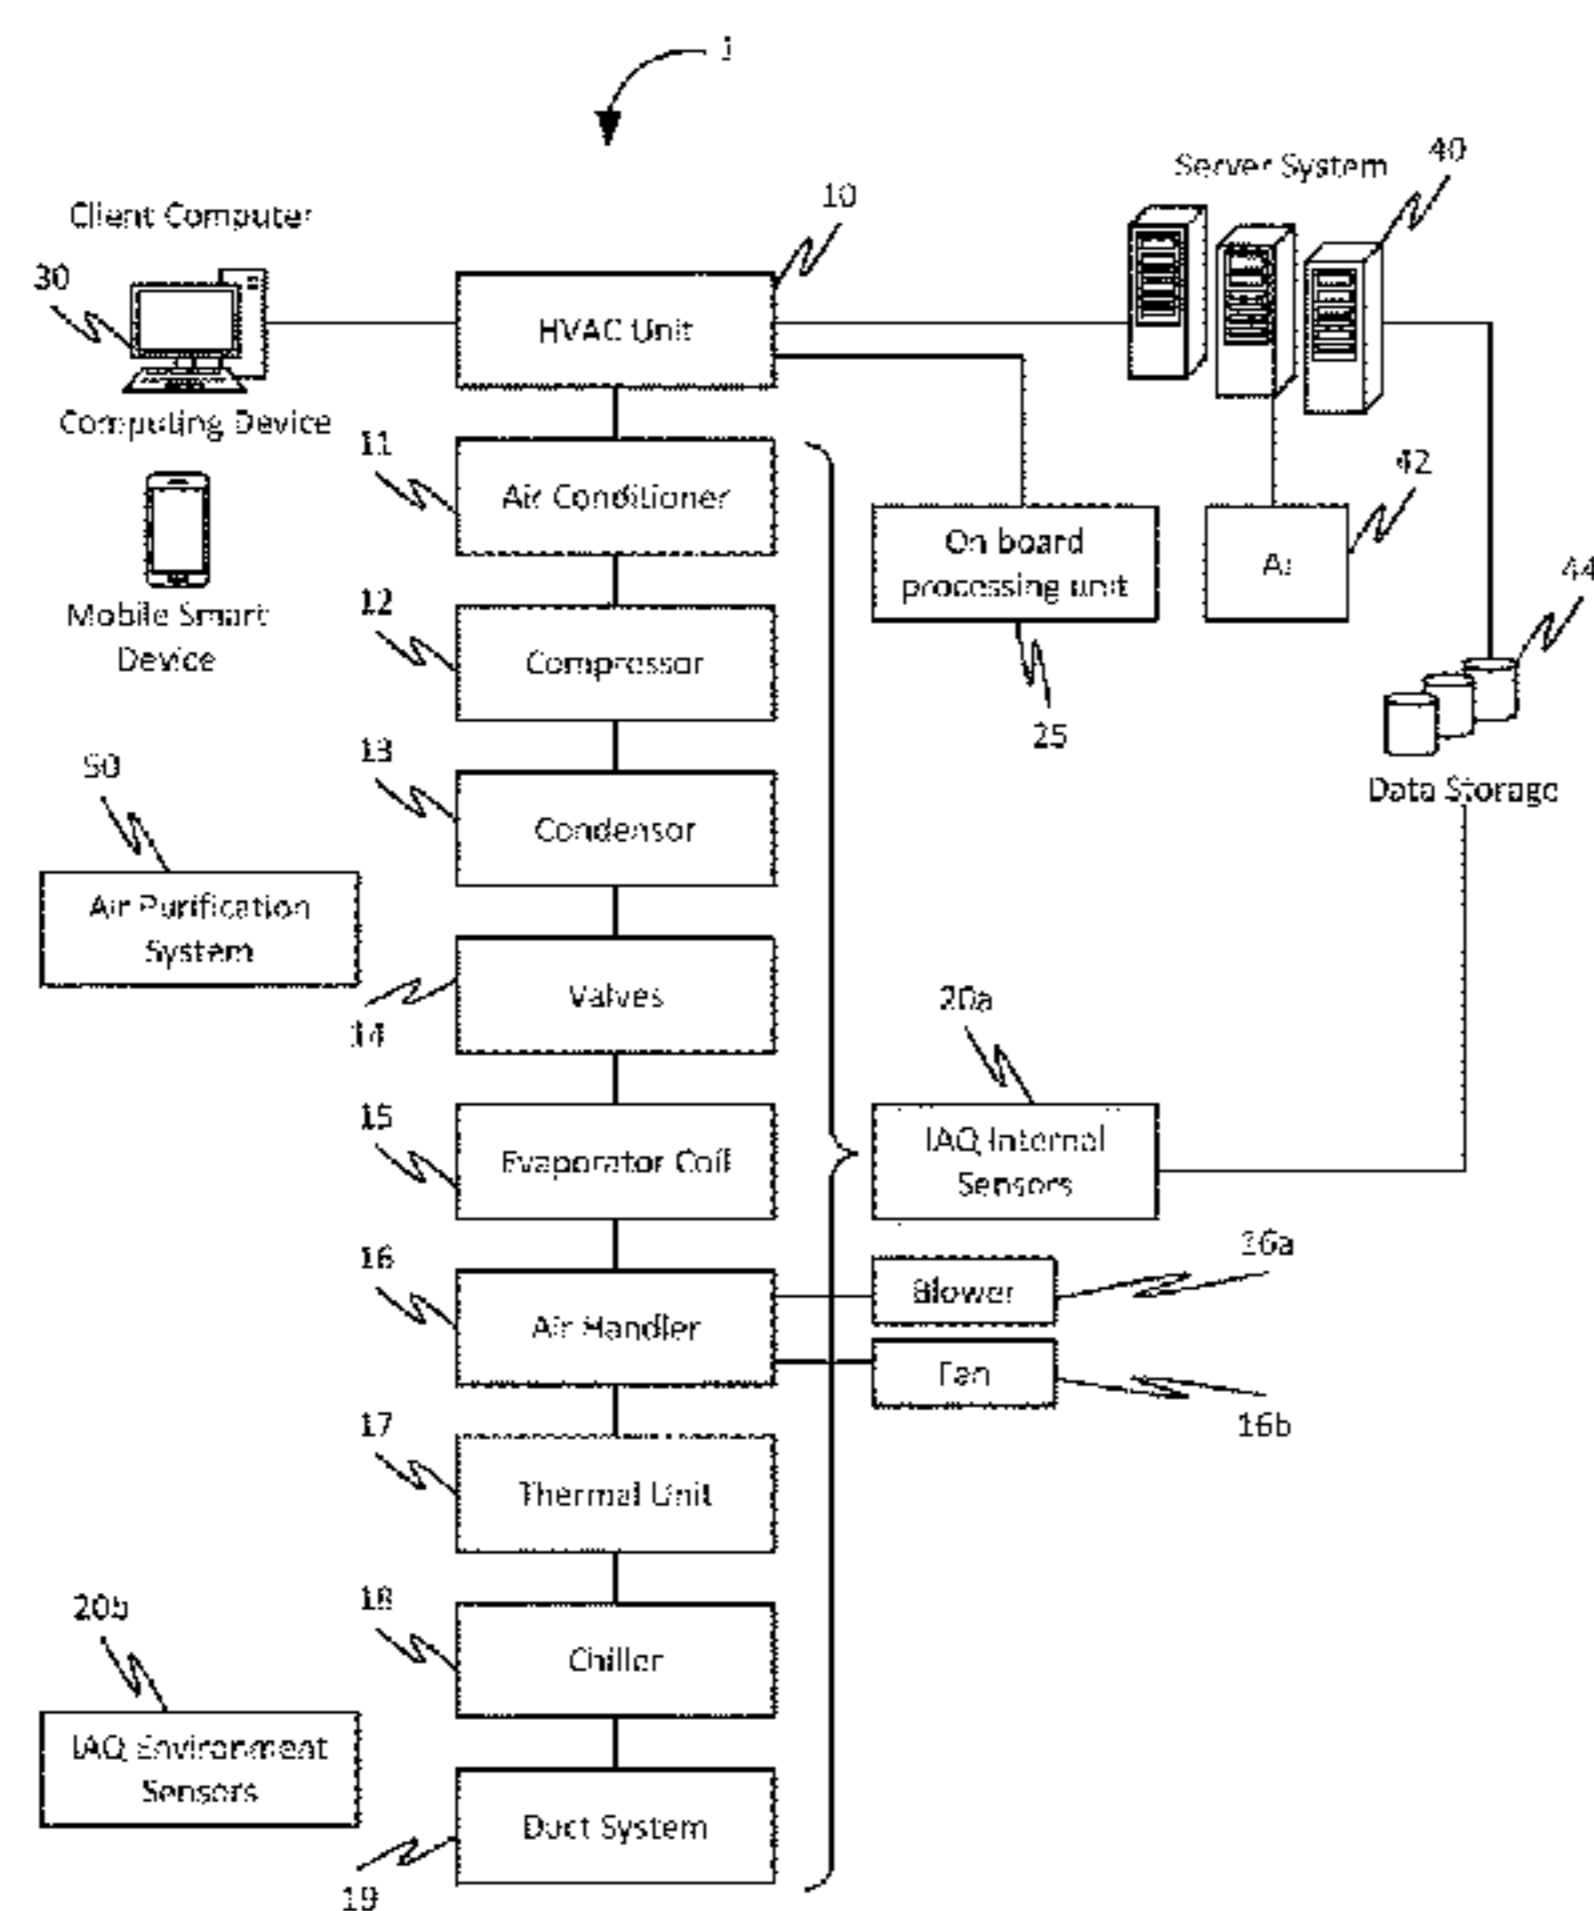 1
Server System
40
10
Client Computer
30
HVAC Unit
Computing Device
11
Air Conditioner
42
On board
processing unit
AI
44
12
Mobile Smart
Device
Compressor
25
13
50
Data Storage
Condensor
Air Purification
System
Valves
14
20a
15
Evaporator Coil
IAQ Internal
Sensors
16
16a
Blower
Air Handler
Fan
16b
17
Thermal Unit
18
20b
Chiller
IAQ Environment
Sensors
Duct System
19